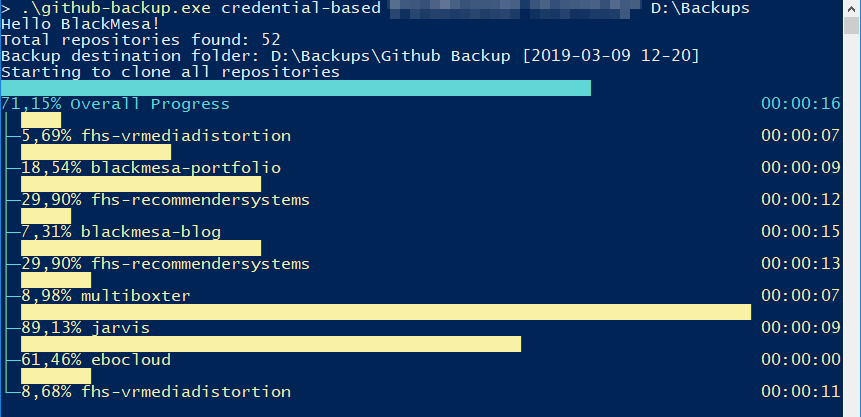 > .\github-backup.exe credential-based D:\Backups
Hello BlackMesa!
Total repositories found: 52
Backup destination folder: D:\Backups\Github Backup [2019-03-09 12-20]
Starting to clone all repositories
71,15% Overall Progress 00:00:16
5,69% fhs-vrmediadistortion 00:00:07
18,54% blackmesa-portfolio 00:00:09
29,90% fhs-recommendersystems 00:00:12
7,31% blackmesa-blog 00:00:15
29,90% fhs-recommendersystems 00:00:13
8,98% multiboxter 00:00:07
89,13% jarvis 00:00:09
61,46% ebocloud 00:00:00
8,68% fhs-vrmediadistortion 00:00:11